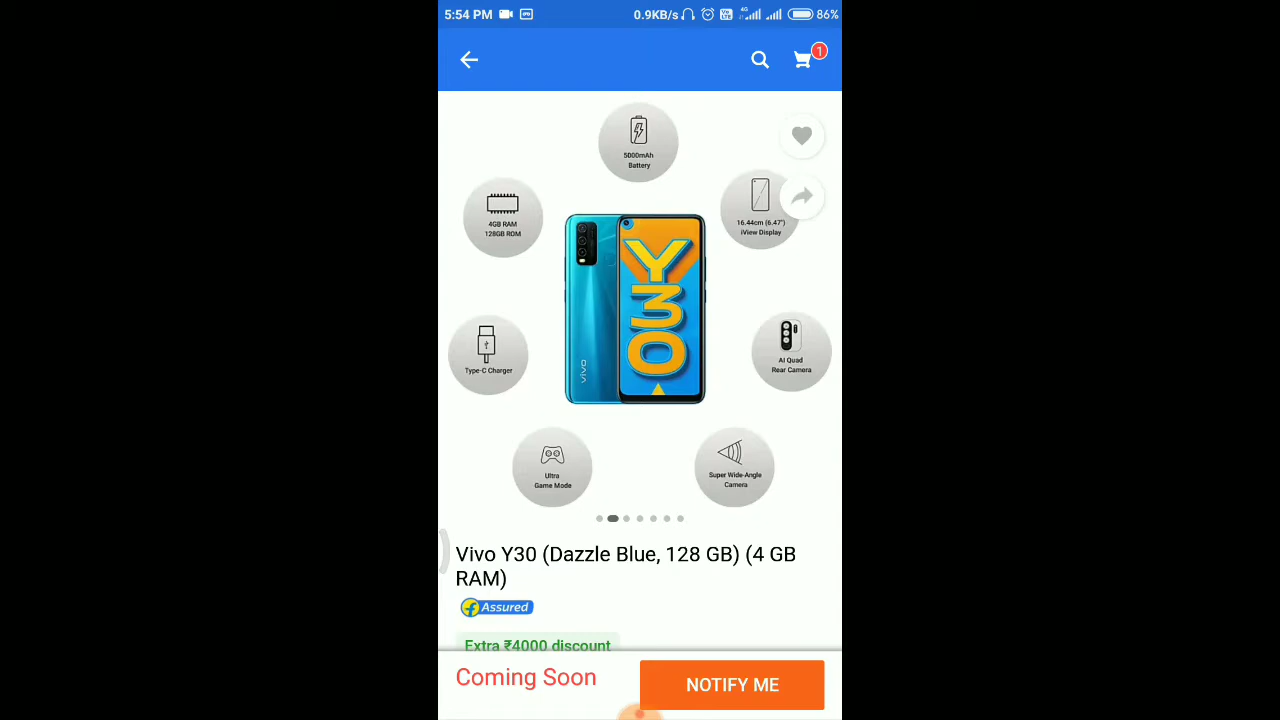 5:54 PM
0.9KB/s
4G
86%
1
5000mAh
Battery
4GB RAM
128GB ROM
16.44cm (6.47")
iView Display
Y30
vivo
Type-C Charger
AI Quad
Rear Camera
Ultra
Game Mode
Super Wide-Angle
Camera
Vivo Y30 (Dazzle Blue, 128 GB) (4 GB
RAM)
Assured
Extra ₹4000 discount
Coming Soon
NOTIFY ME